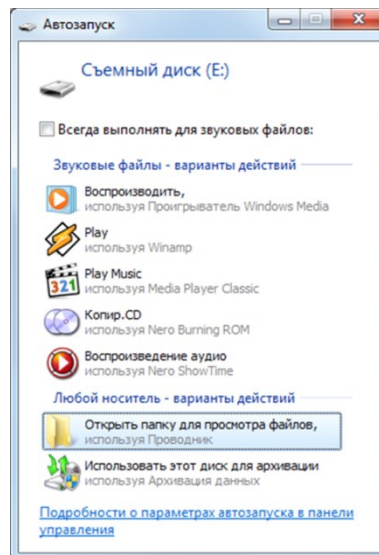 Автозапуск
Съемный диск (E:)
Всегда выполнять для звуковых файлов:
Звуковые файлы - варианты действий
Воспроизводить,
используя Проигрыватель Windows Media
Play
используя Winamp
Play Music
321
используя Media Player Classic
Копир.CD
используя Nero Burning ROM
Воспроизведение аудио
используя Nero ShowTime
Любой носитель - варианты действий
Открыть папку для просмотра файлов,
используя Проводник
Использовать этот диск для архивации
используя Архивация данных
Подробности о параметрах автозапуска в панели
управления